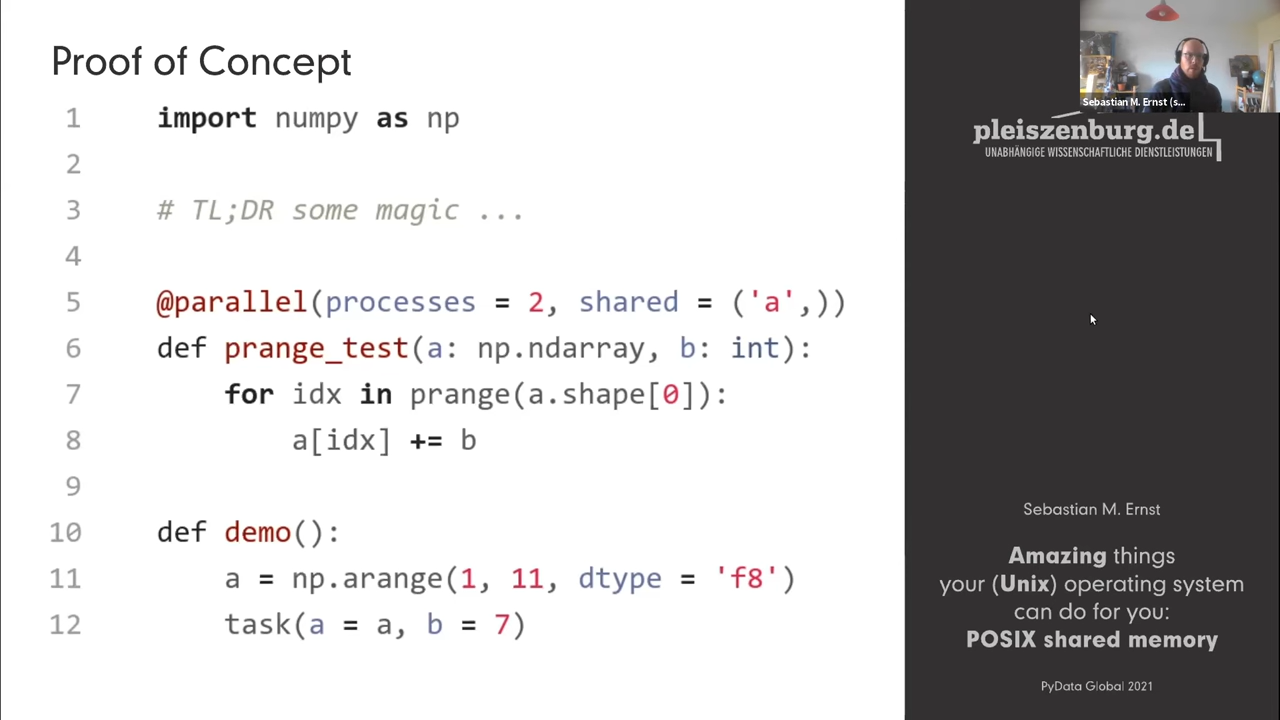 Proof of Concept
1 import numpy as np
2
3 # TL;DR some magic ...
4
5 @parallel(processes = 2, shared = ('a',))
6 def prange_test(a: np.ndarray, b: int):
7 for idx in prange(a.shape[0]):
8 a[idx] += b
9
10 def demo():
11 a = np.arange(1, 11, dtype = 'f8')
12 task(a = a, b = 7)
Sebastian M. Ernst (s...
pleiszenburg.de
UNABHÄNGIGE WISSENSCHAFTLICHE DIENSTLEISTUNGEN
Sebastian M. Ernst
Amazing things
your (Unix) operating system
can do for you:
POSIX shared memory
PyData Global 2021